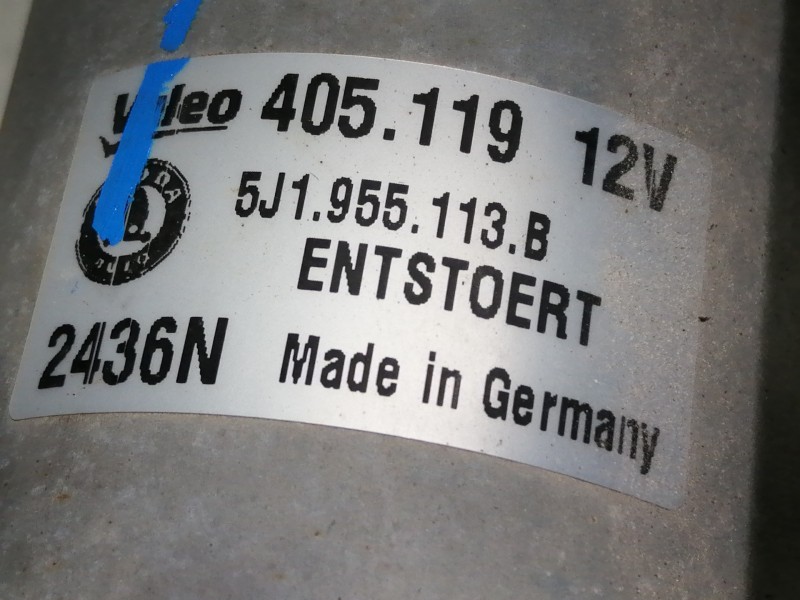 Valeo 405.119 12V
5J1.955.113.B
ENTSTOERT
2436N Made in Germany